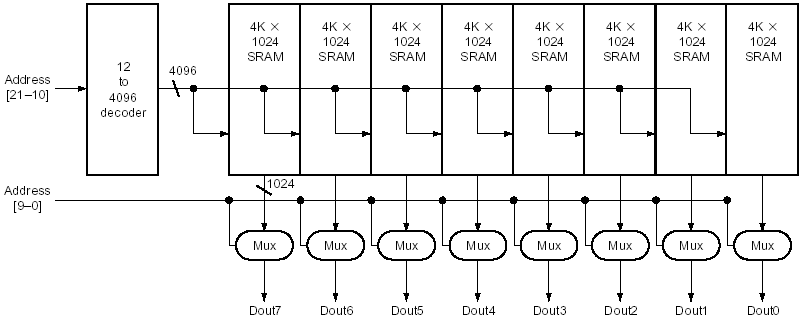 4K ×
1024
SRAM
4K ×
1024
SRAM
4K ×
1024
SRAM
4K ×
1024
SRAM
4K ×
1024
SRAM
4K ×
1024
SRAM
4K ×
1024
SRAM
4K ×
1024
SRAM
12
to
4096
decoder
4096
Address
[21–10]
1024
Address
[9–0]
Mux
Mux
Mux
Mux
Mux
Mux
Mux
Mux
Dout7
Dout6
Dout5
Dout4
Dout3
Dout2
Dout1
Dout0